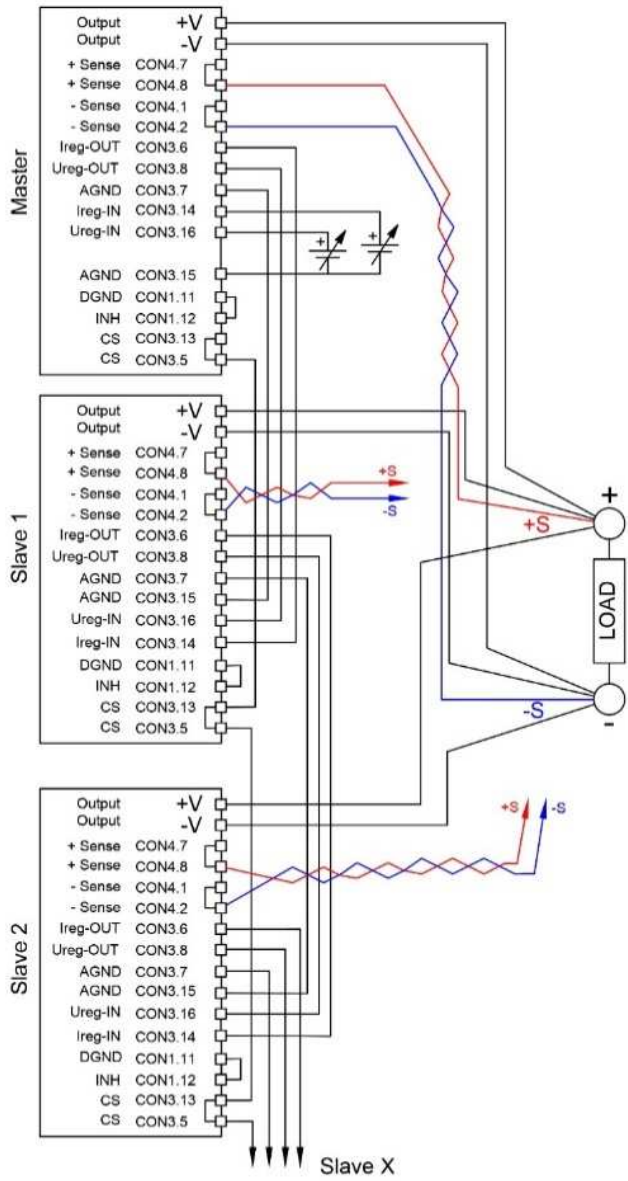 Master
Output +V
Output -V
+ Sense CON4.7
+ Sense CON4.8
- Sense CON4.1
- Sense CON4.2
Ireg-OUT CON3.6
Ureg-OUT CON3.8
AGND CON3.7
Ireg-IN CON3.14
Ureg-IN CON3.16
AGND CON3.15
DGND CON1.11
INH CON1.12
CS CON3.13
CS CON3.5
+
+
Slave 1
Output +V
Output -V
+ Sense CON4.7
+ Sense CON4.8
- Sense CON4.1
- Sense CON4.2
Ireg-OUT CON3.6
Ureg-OUT CON3.8
AGND CON3.7
AGND CON3.15
Ureg-IN CON3.16
Ireg-IN CON3.14
DGND CON1.11
INH CON1.12
CS CON3.13
CS CON3.5
+S
-S
+
+S
LOAD
-S
-
Slave 2
Output +V
Output -V
+ Sense CON4.7
+ Sense CON4.8
- Sense CON4.1
- Sense CON4.2
Ireg-OUT CON3.6
Ureg-OUT CON3.8
AGND CON3.7
AGND CON3.15
Ureg-IN CON3.16
Ireg-IN CON3.14
DGND CON1.11
INH CON1.12
CS CON3.13
CS CON3.5
+S
-S
Slave X